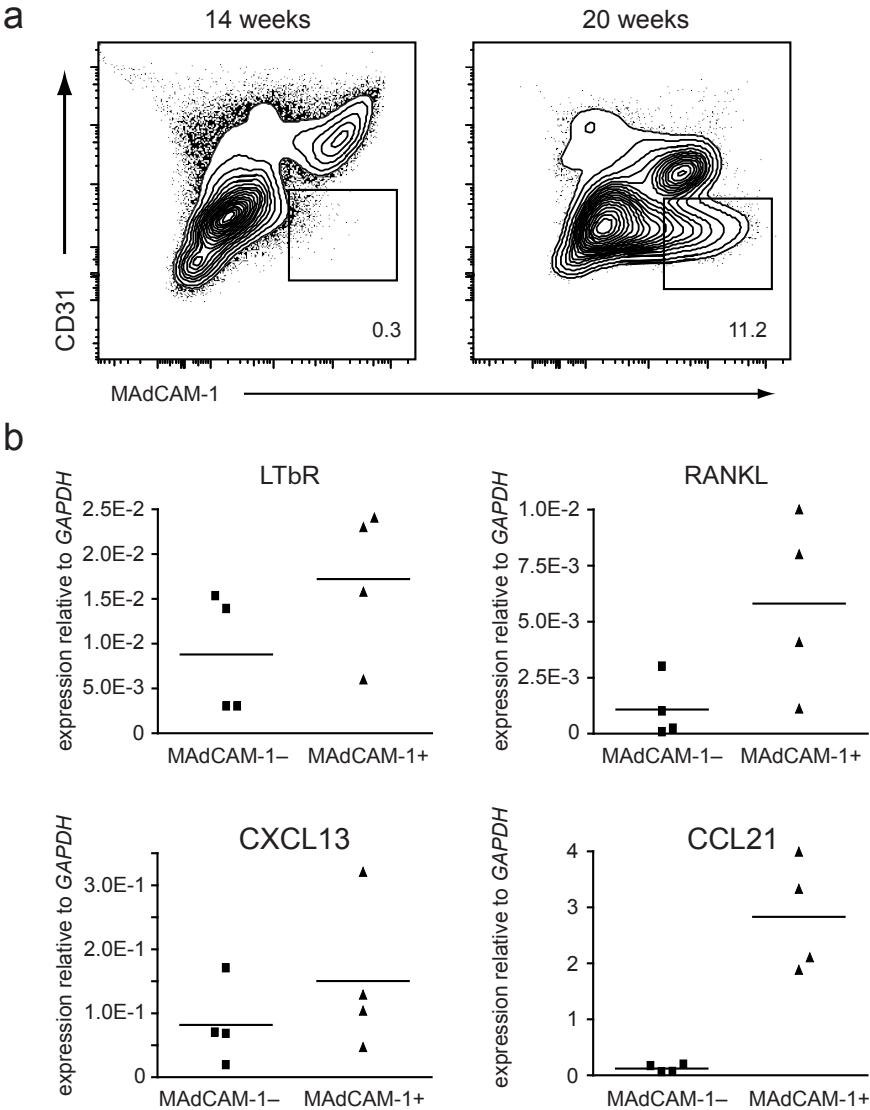 a
14 weeks
20 weeks
CD31
0.3
11.2
MAdCAM-1
b
LTbR
expression relative to GAPDH
2.5E-2
2.0E-2
1.5E-2
1.0E-2
5.0E-3
0
MAdCAM-1–
MAdCAM-1+
RANKL
expression relative to GAPDH
1.0E-2
7.5E-3
5.0E-3
2.5E-3
0
MAdCAM-1–
MAdCAM-1+
CXCL13
expression relative to GAPDH
3.0E-1
2.0E-1
1.0E-1
0
MAdCAM-1–
MAdCAM-1+
CCL21
expression relative to GAPDH
4
3
2
1
0
MAdCAM-1–
MAdCAM-1+